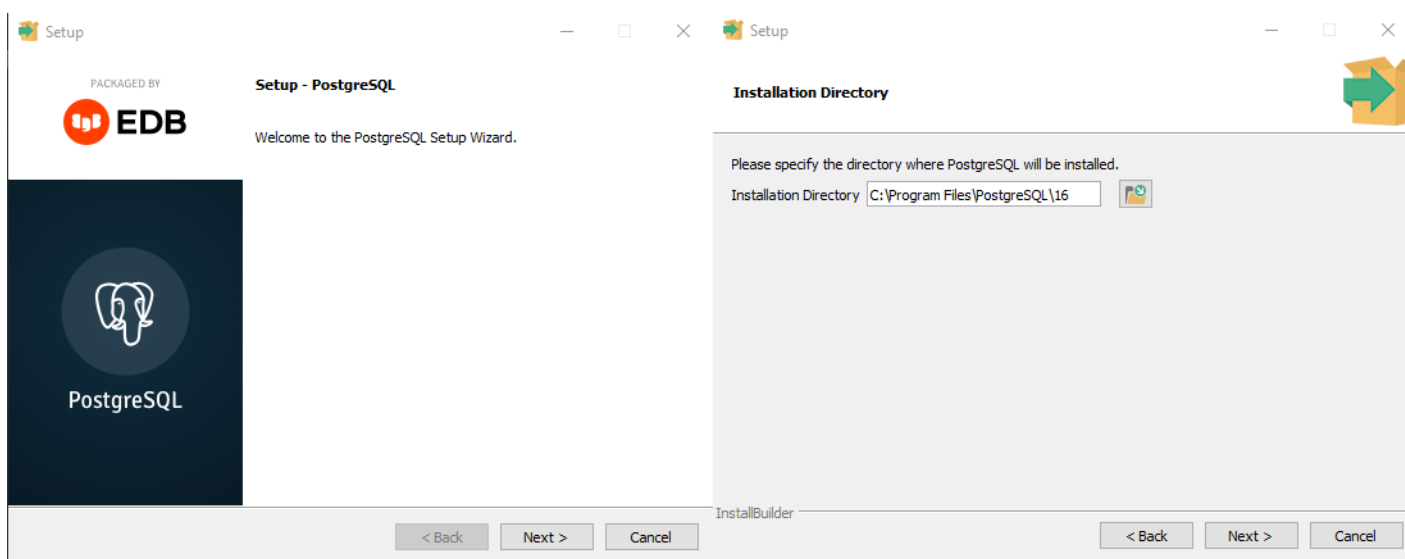 Setup
PACKAGED BY
EDB
PostgreSQL
Setup - PostgreSQL
Welcome to the PostgreSQL Setup Wizard.
< Back Next > Cancel
Setup
Installation Directory
Please specify the directory where PostgreSQL will be installed.
Installation Directory C:\Program Files\PostgreSQL\16
InstallBuilder
< Back Next > Cancel